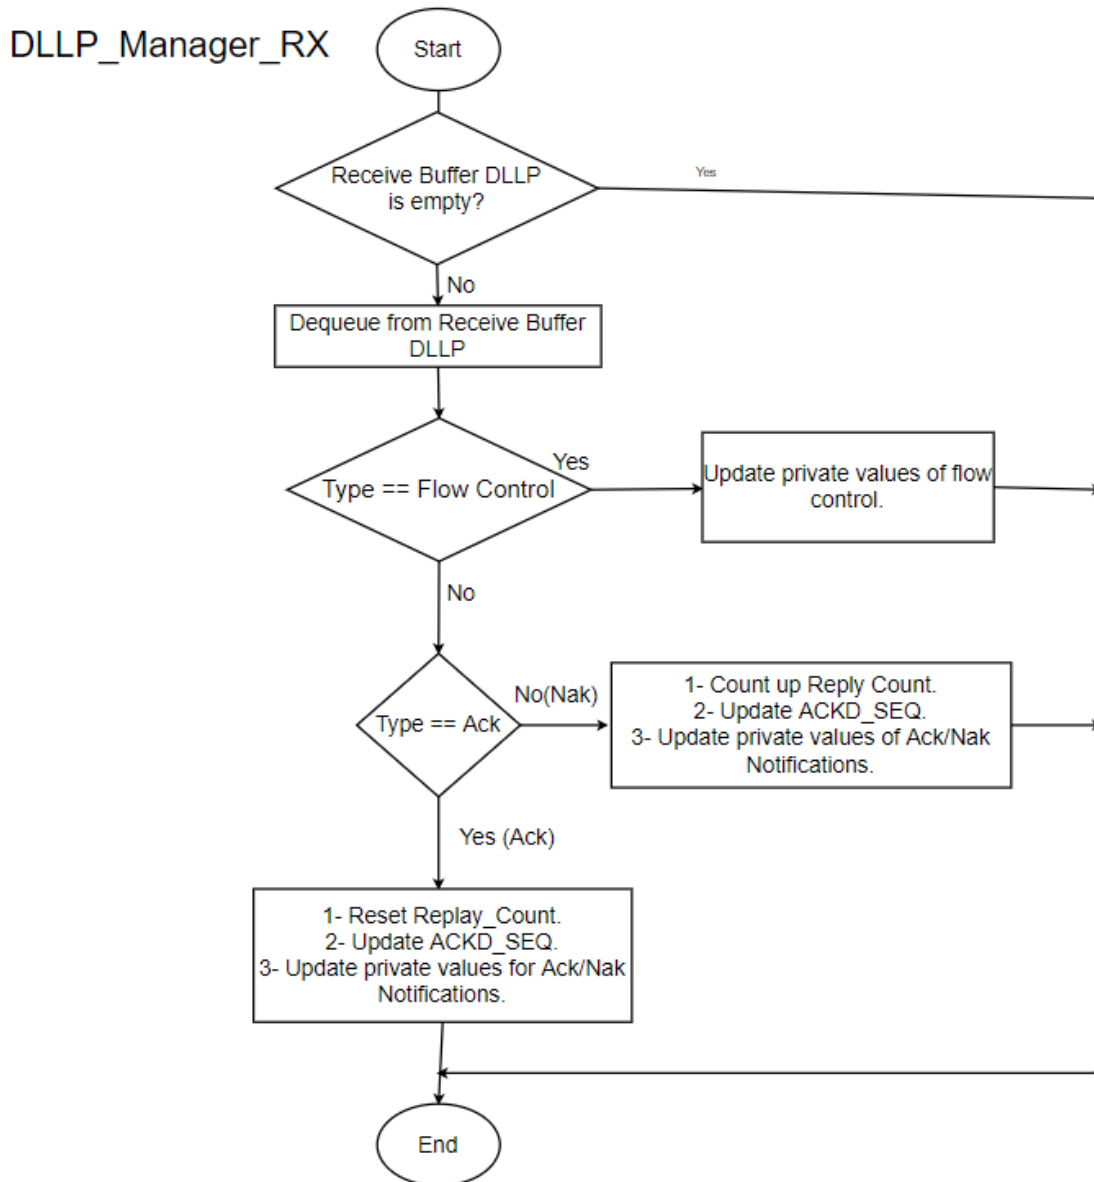 DLLP_Manager_RX
Start
Receive Buffer DLLP
is empty?
Yes
No
Dequeue from Receive Buffer
DLLP
Type == Flow Control
Yes
Update private values of flow
control.
No
Type == Ack
No(Nak)
1- Count up Reply Count.
2- Update ACKD_SEQ.
3- Update private values of Ack/Nak
Notifications.
Yes (Ack)
1- Reset Replay_Count.
2- Update ACKD_SEQ.
3- Update private values for Ack/Nak
Notifications.
End